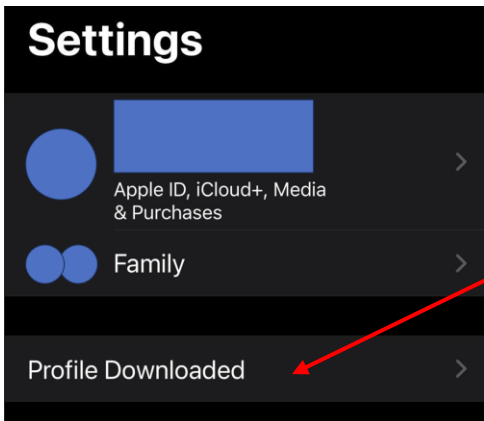 Settings
Apple ID, iCloud+, Media
& Purchases
Family
Profile Downloaded